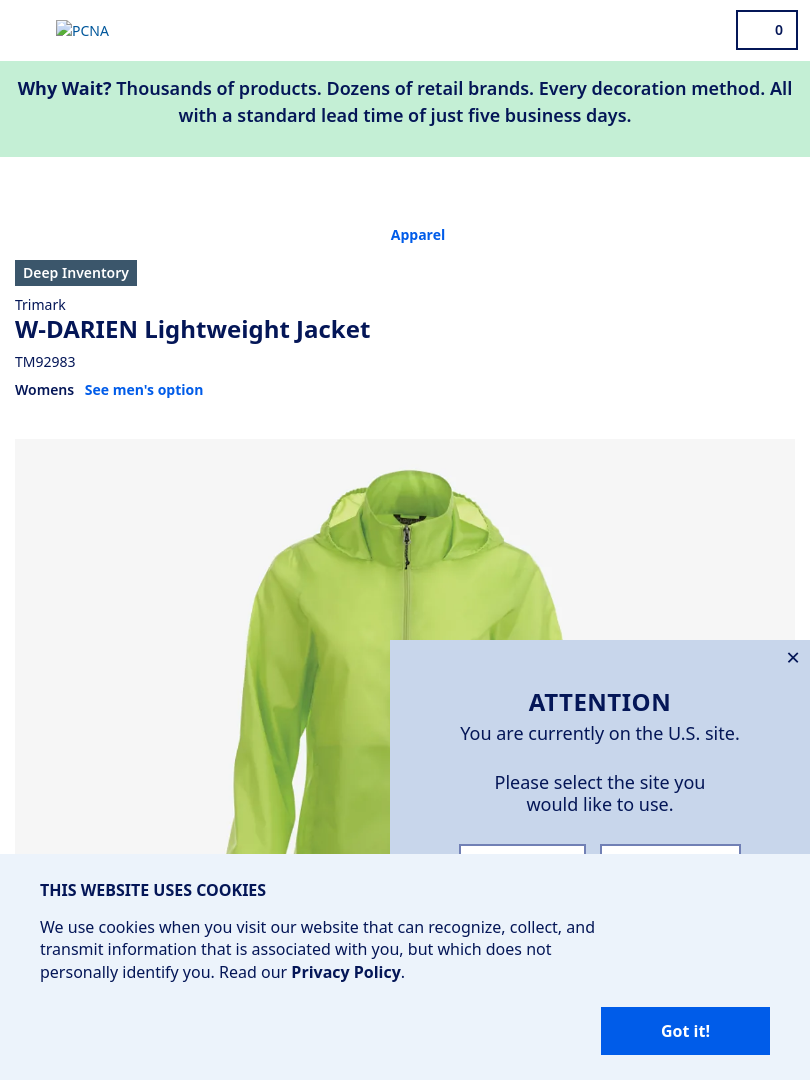 PCNA
0
Why Wait? Thousands of products. Dozens of retail brands. Every decoration method. All
with a standard lead time of just five business days.
Apparel
Deep Inventory
Trimark
W-DARIEN Lightweight Jacket
TM92983
Womens See men's option
×
ATTENTION
You are currently on the U.S. site.
Please select the site you
would like to use.
THIS WEBSITE USES COOKIES
We use cookies when you visit our website that can recognize, collect, and
transmit information that is associated with you, but which does not
personally identify you. Read our Privacy Policy.
Got it!